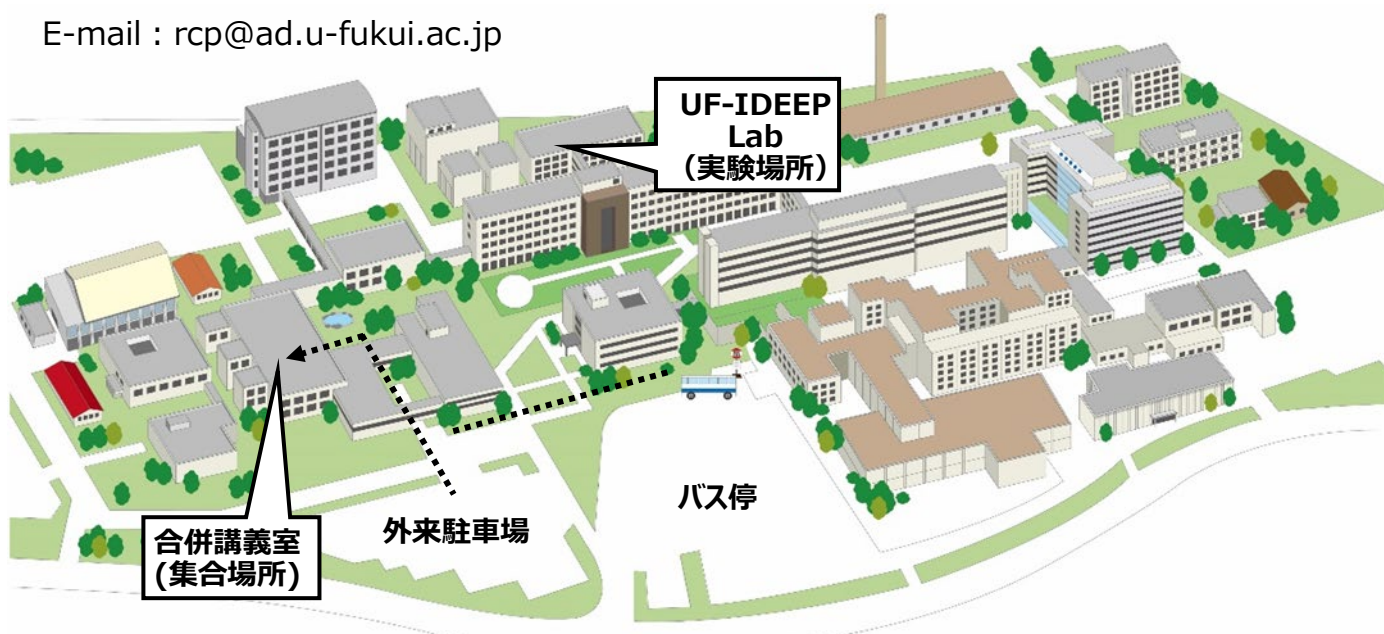 E-mail : rcp@ad.u-fukui.ac.jp
UF-IDEEP
Lab
(実験場所)
バス停
外来駐車場
合併講義室
(集合場所)